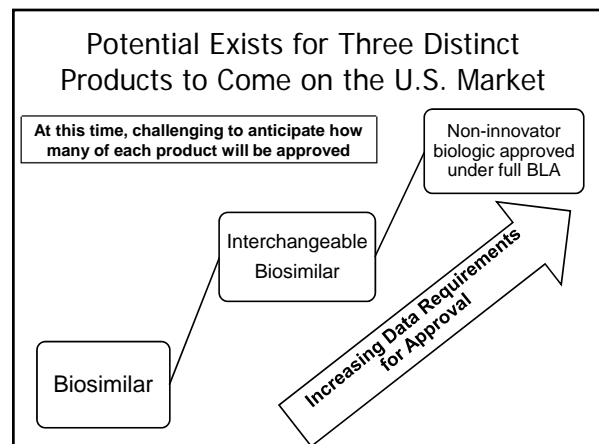 Potential Exists for Three Distinct
Products to Come on the U.S. Market
At this time, challenging to anticipate how
many of each product will be approved
Non-innovator
biologic approved
under full BLA
Interchangeable
Biosimilar
Biosimilar
Increasing Data Requirements
for Approval